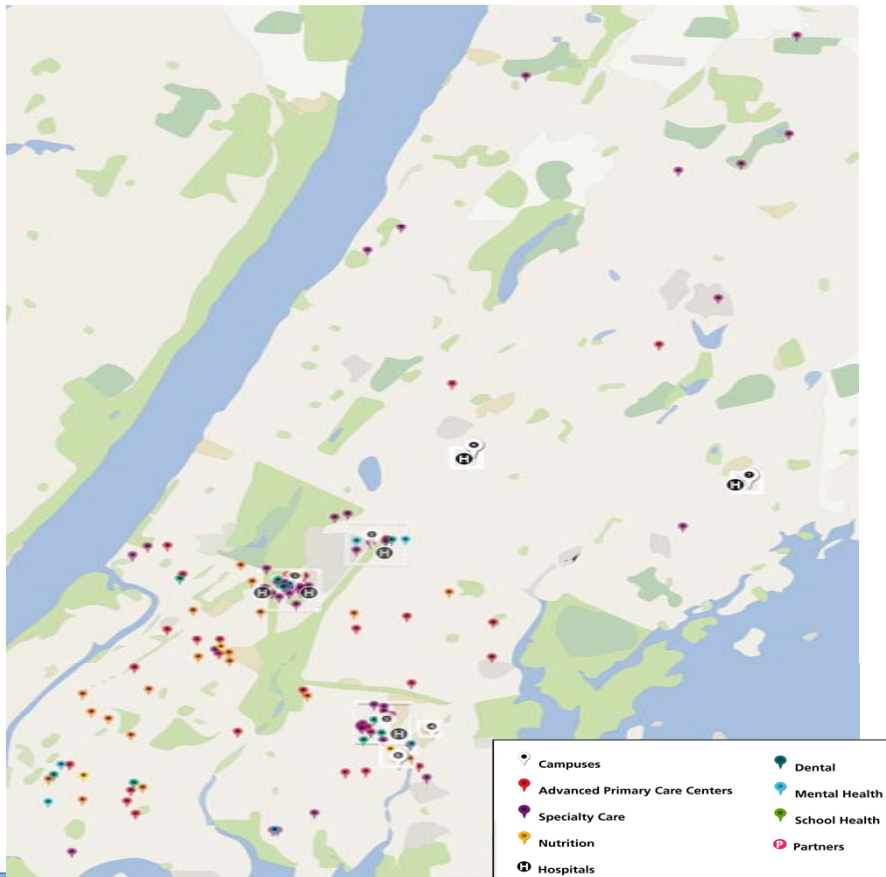 H
H
H
H
H
H
Campuses
Advanced Primary Care Centers
Specialty Care
Nutrition
H Hospitals
Dental
Mental Health
School Health
P Partners